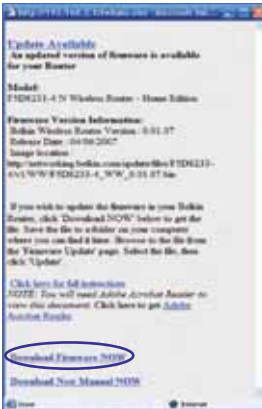 Update Available
An updated version of firmware is available
for your Router
Model:
F5D8233-4 N Wireless Router - Home Edition
Firmware Version Information:
Belkin Wireless Router Version : 0.01.07
Release Date : 04/06/2007
Image location :
http://networking.belkin.com/update/files/F5D8233-
4v1/WW/F5D8233-4_WW_0.01.07.bin
If you wish to update the firmware in your Belkin
Router, click 'Download NOW' below to get the
file. Save the file to a folder on your computer
where you can find it later. Browse to the file from
the 'Firmware Update' page. Select the file, then
click 'Update'.
Click here for full instructions
NOTE: You will need Adobe Acrobat Reader to
view this document. Click here to get Adobe
Acrobat Reader
Download Firmware NOW
Download New Manual NOW
Done
Internet